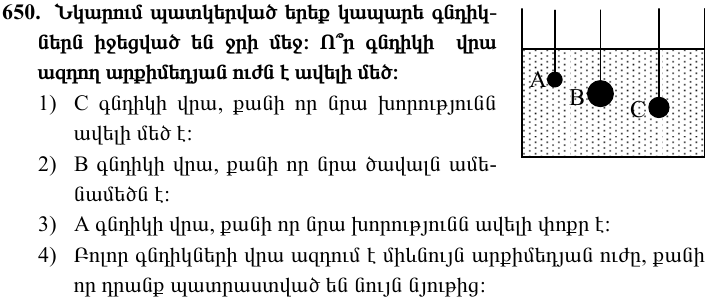 650. Նկարում պատկերված երեք կապարե գնդիկ-
ներն իջեցված են ջրի մեջ: Ո՞ր գնդիկի վրա
ազդող արքիմեդյան ուժն է ավելի մեծ:
1) C գնդիկի վրա, քանի որ նրա խորությունն
ավելի մեծ է:
2) B գնդիկի վրա, քանի որ նրա ծավալն ամե-
նամեծն է:
3) A գնդիկի վրա, քանի որ նրա խորությունն ավելի փոքր է:
4) Բոլոր գնդիկների վրա ազդում է միևնույն արքիմեդյան ուժը, քանի
որ դրանք պատրաստված են նույն նյութից:
A
B
C